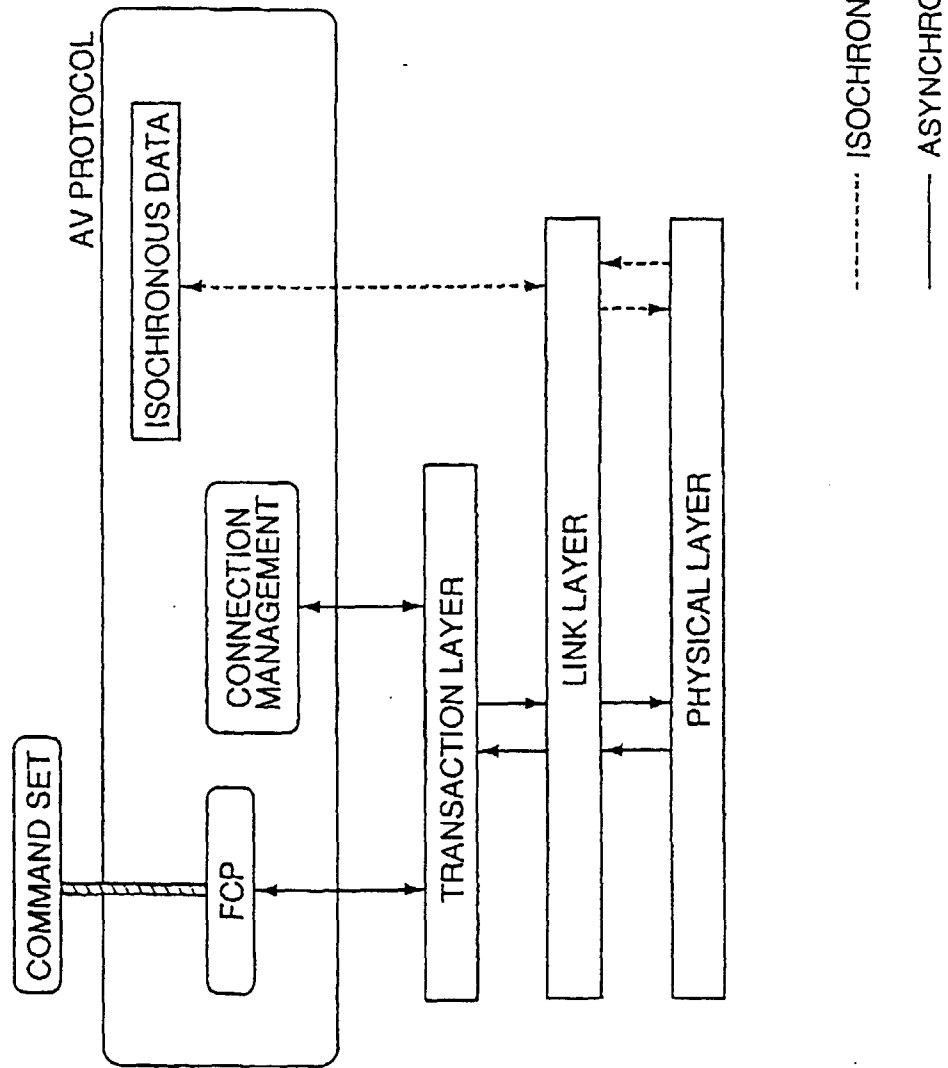 COMMAND SET
AV PROTOCOL
FCP
CONNECTION
MANAGEMENT
ISOCHRONOUS DATA
TRANSACTION LAYER
LINK LAYER
PHYSICAL LAYER
ISOCHRON
ASYNCHRO